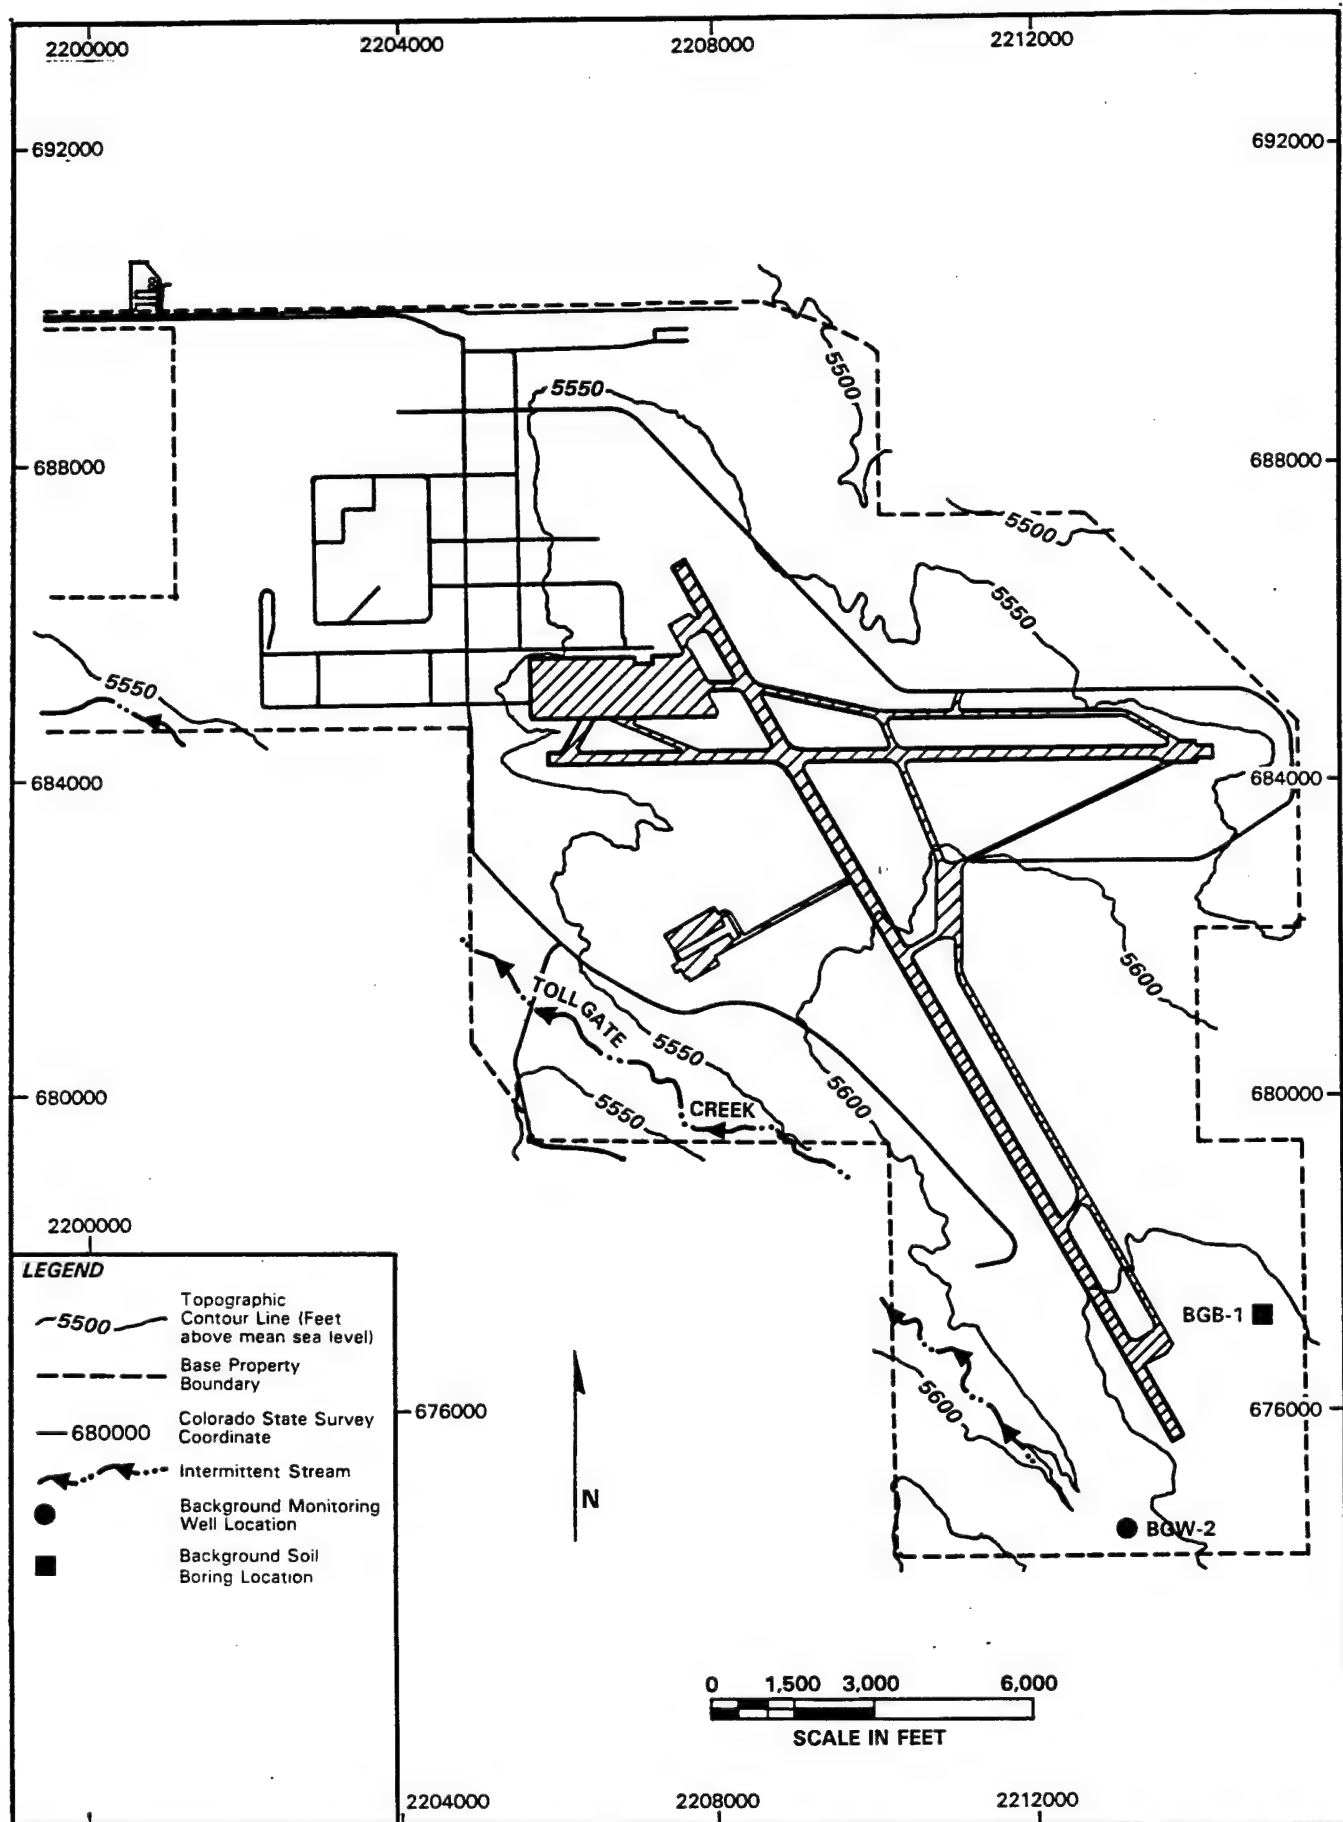 2200000
2204000
2208000
2212000
692000
692000
5500
5550
688000
688000
5500
5550
5550
684000
684000
5600
TOLL GATE
5550
5600
680000
5550
CREEK
680000
2200000
LEGEND
5500
Topographic
Contour Line (Feet
above mean sea level)
Base Property
Boundary
680000
Colorado State Survey
Coordinate
Intermittent Stream
Background Monitoring
Well Location
Background Soil
Boring Location
BGB-1
5600
676000
676000
N
BGW-2
0 1,500 3,000 6,000
SCALE IN FEET
2204000
2208000
2212000